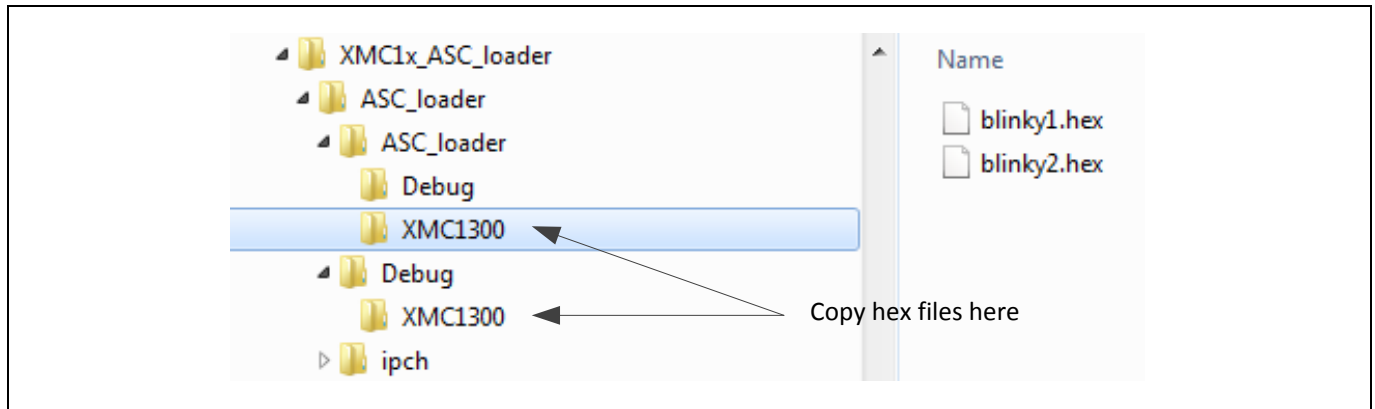 XMC1x_ASC_loader
ASC_loader
ASC_loader
Debug
XMC1300
Debug
XMC1300
ipch
Name
blinky1.hex
blinky2.hex
Copy hex files here